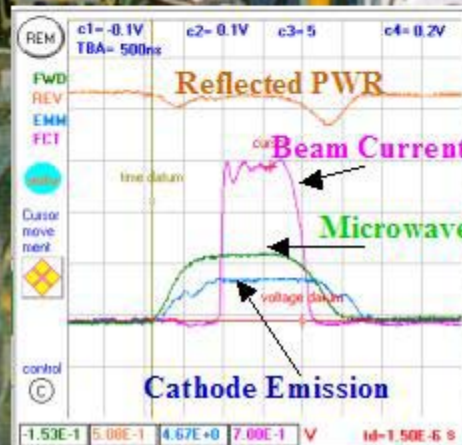 REM
c1=-0.1V c2=0.1V c3=5 c4=0.2V
TBA= 500ns
FWD
REV
EMM
FCT
Reflected PWR
Beam Current
time datum
Cursor
move
ment
Microwave
voltage datum
control
C
Cathode Emission
-1.53E-1 5.08E-1 4.67E+0 7.00E-1 V td=1.50E-6 s